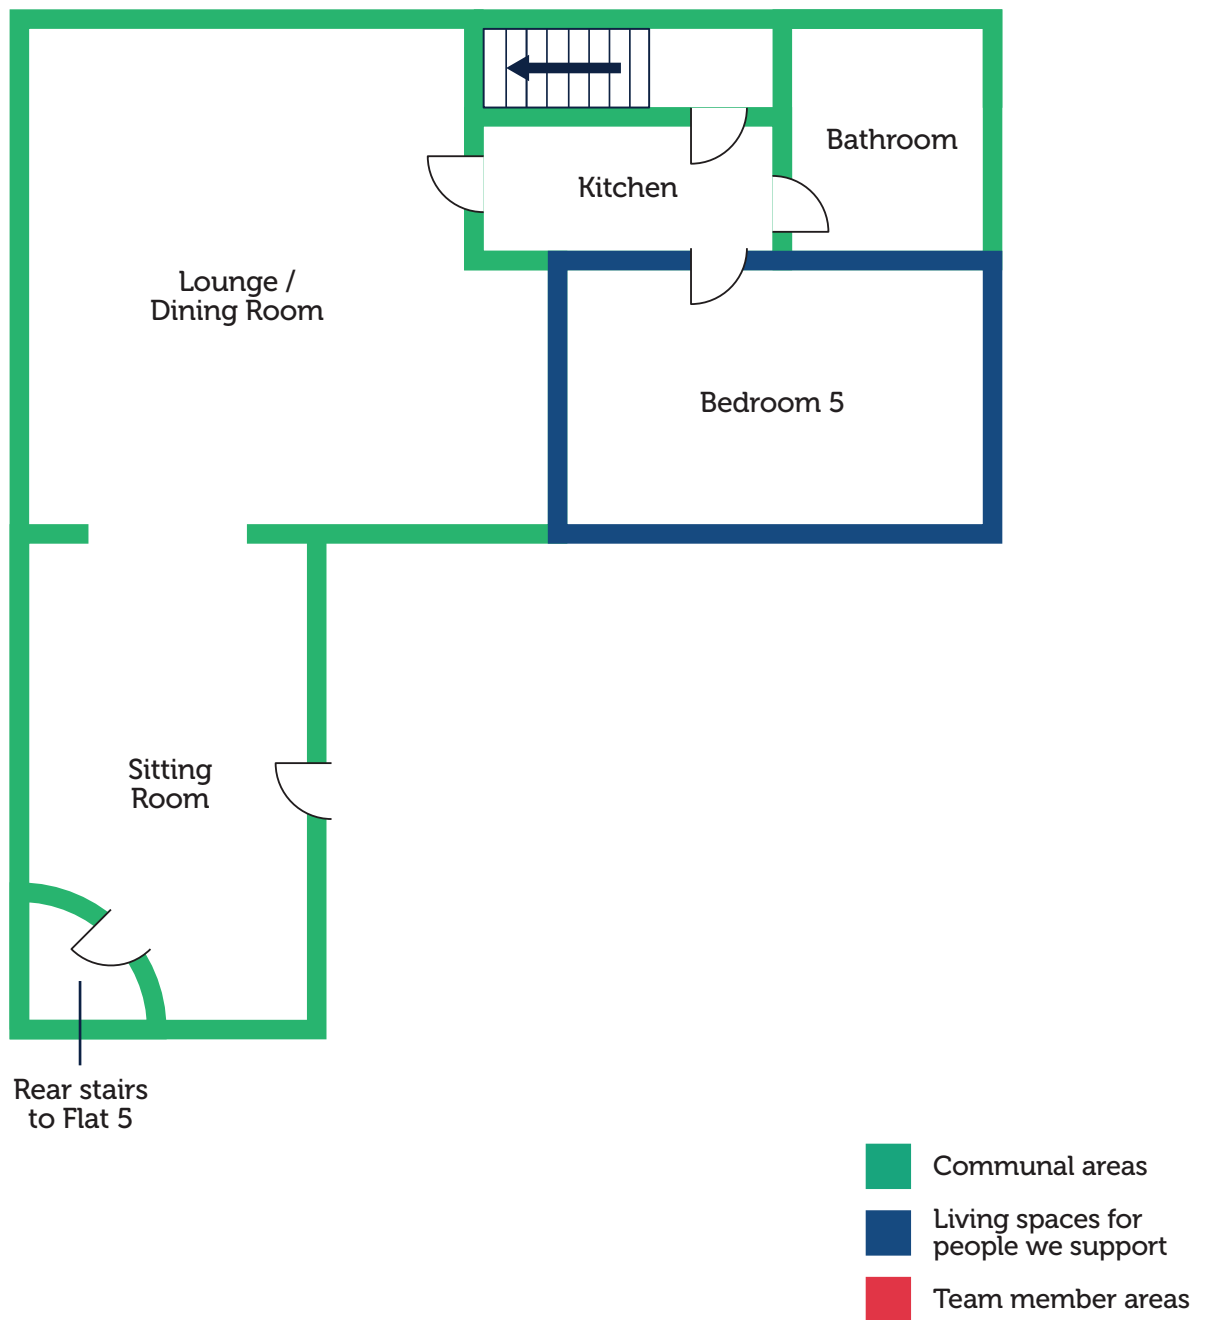 Bathroom
Kitchen
Lounge /
Dining Room
Bedroom 5
Sitting
Room
Rear stairs
to Flat 5
Communal areas
Living spaces for
people we support
Team member areas